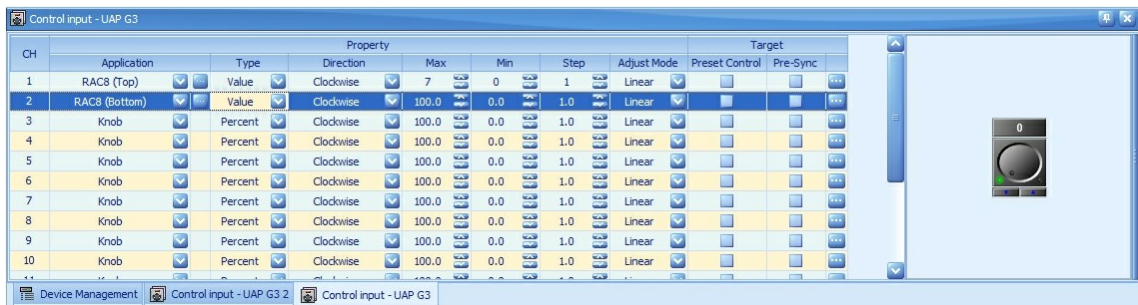 Control input - UAP G3
CH Property Target
Application Type Direction Max Min Step Adjust Mode Preset Control Pre-Sync
1 RAC8 (Top) ... Value Clockwise 7 0 1 Linear ...
2 RAC8 (Bottom) ... Value Clockwise 100.0 0.0 1.0 Linear ...
3 Knob Percent Clockwise 100.0 0.0 1.0 Linear ...
4 Knob Percent Clockwise 100.0 0.0 1.0 Linear ...
5 Knob Percent Clockwise 100.0 0.0 1.0 Linear ...
6 Knob Percent Clockwise 100.0 0.0 1.0 Linear ...
7 Knob Percent Clockwise 100.0 0.0 1.0 Linear ...
8 Knob Percent Clockwise 100.0 0.0 1.0 Linear ...
9 Knob Percent Clockwise 100.0 0.0 1.0 Linear ...
10 Knob Percent Clockwise 100.0 0.0 1.0 Linear ...
0
Device Management Control input - UAP G3 2 Control input - UAP G3